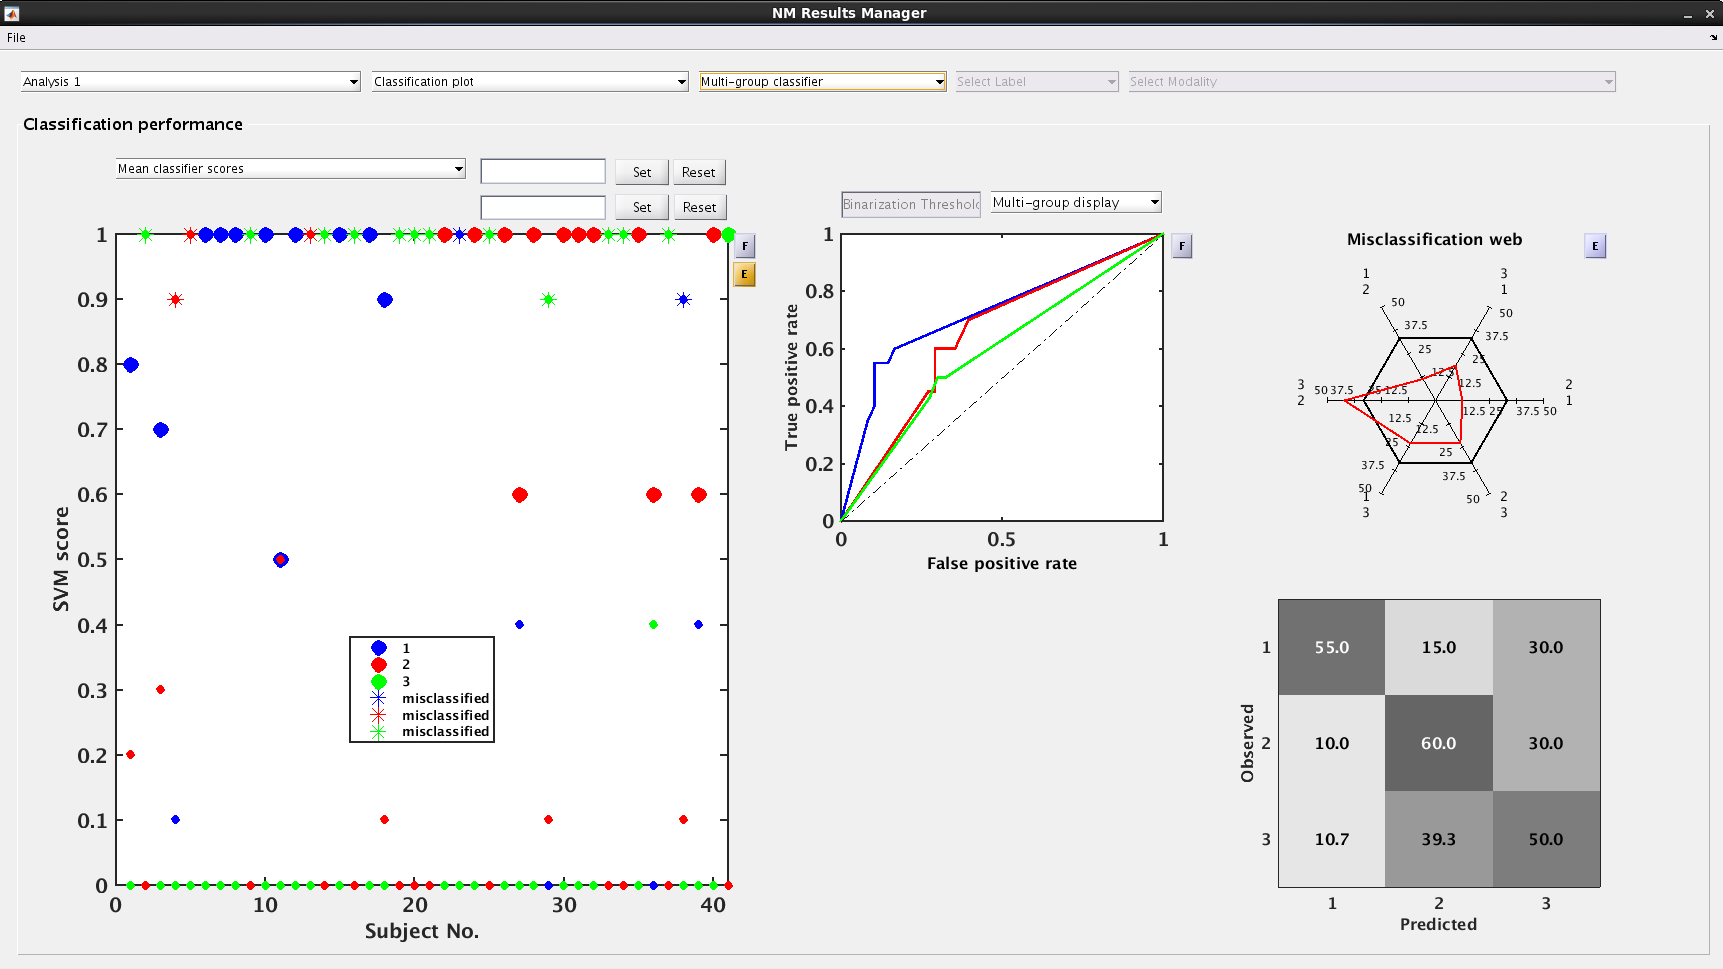 NM Results Manager
File
Analysis 1
Classification plot
Multi-group classifier
Select Label
Select Modality
Classification performance
Mean classifier scores
Set
Reset
Set
Reset
Binarization Threshol
Multi-group display
F
E
1
0.9
0.8
0.7
0.6
0.5
0.4
0.3
0.2
0.1
0
0
10
20
30
40
SVM score
Subject No.
1
2
3
misclassified
misclassified
misclassified
F
1
0.8
0.6
0.4
0.2
0
0
0.5
1
True positive rate
False positive rate
Misclassification web
E
1
2
3
1
50
50
37.5
37.5
25
25
12.5
12.5
3
2
50
37.5
25
12.5
2
1
12.5
25
37.5
50
12.5
12.5
25
25
37.5
37.5
50
50
1
3
2
3
1
55.0
15.0
30.0
Observed
2
10.0
60.0
30.0
3
10.7
39.3
50.0
1
2
3
Predicted